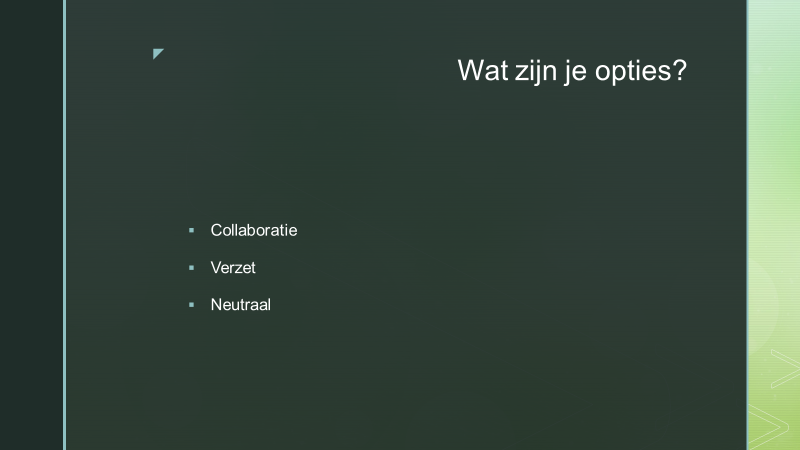 Wat zijn je opties?
Collaboratie
Verzet
Neutraal